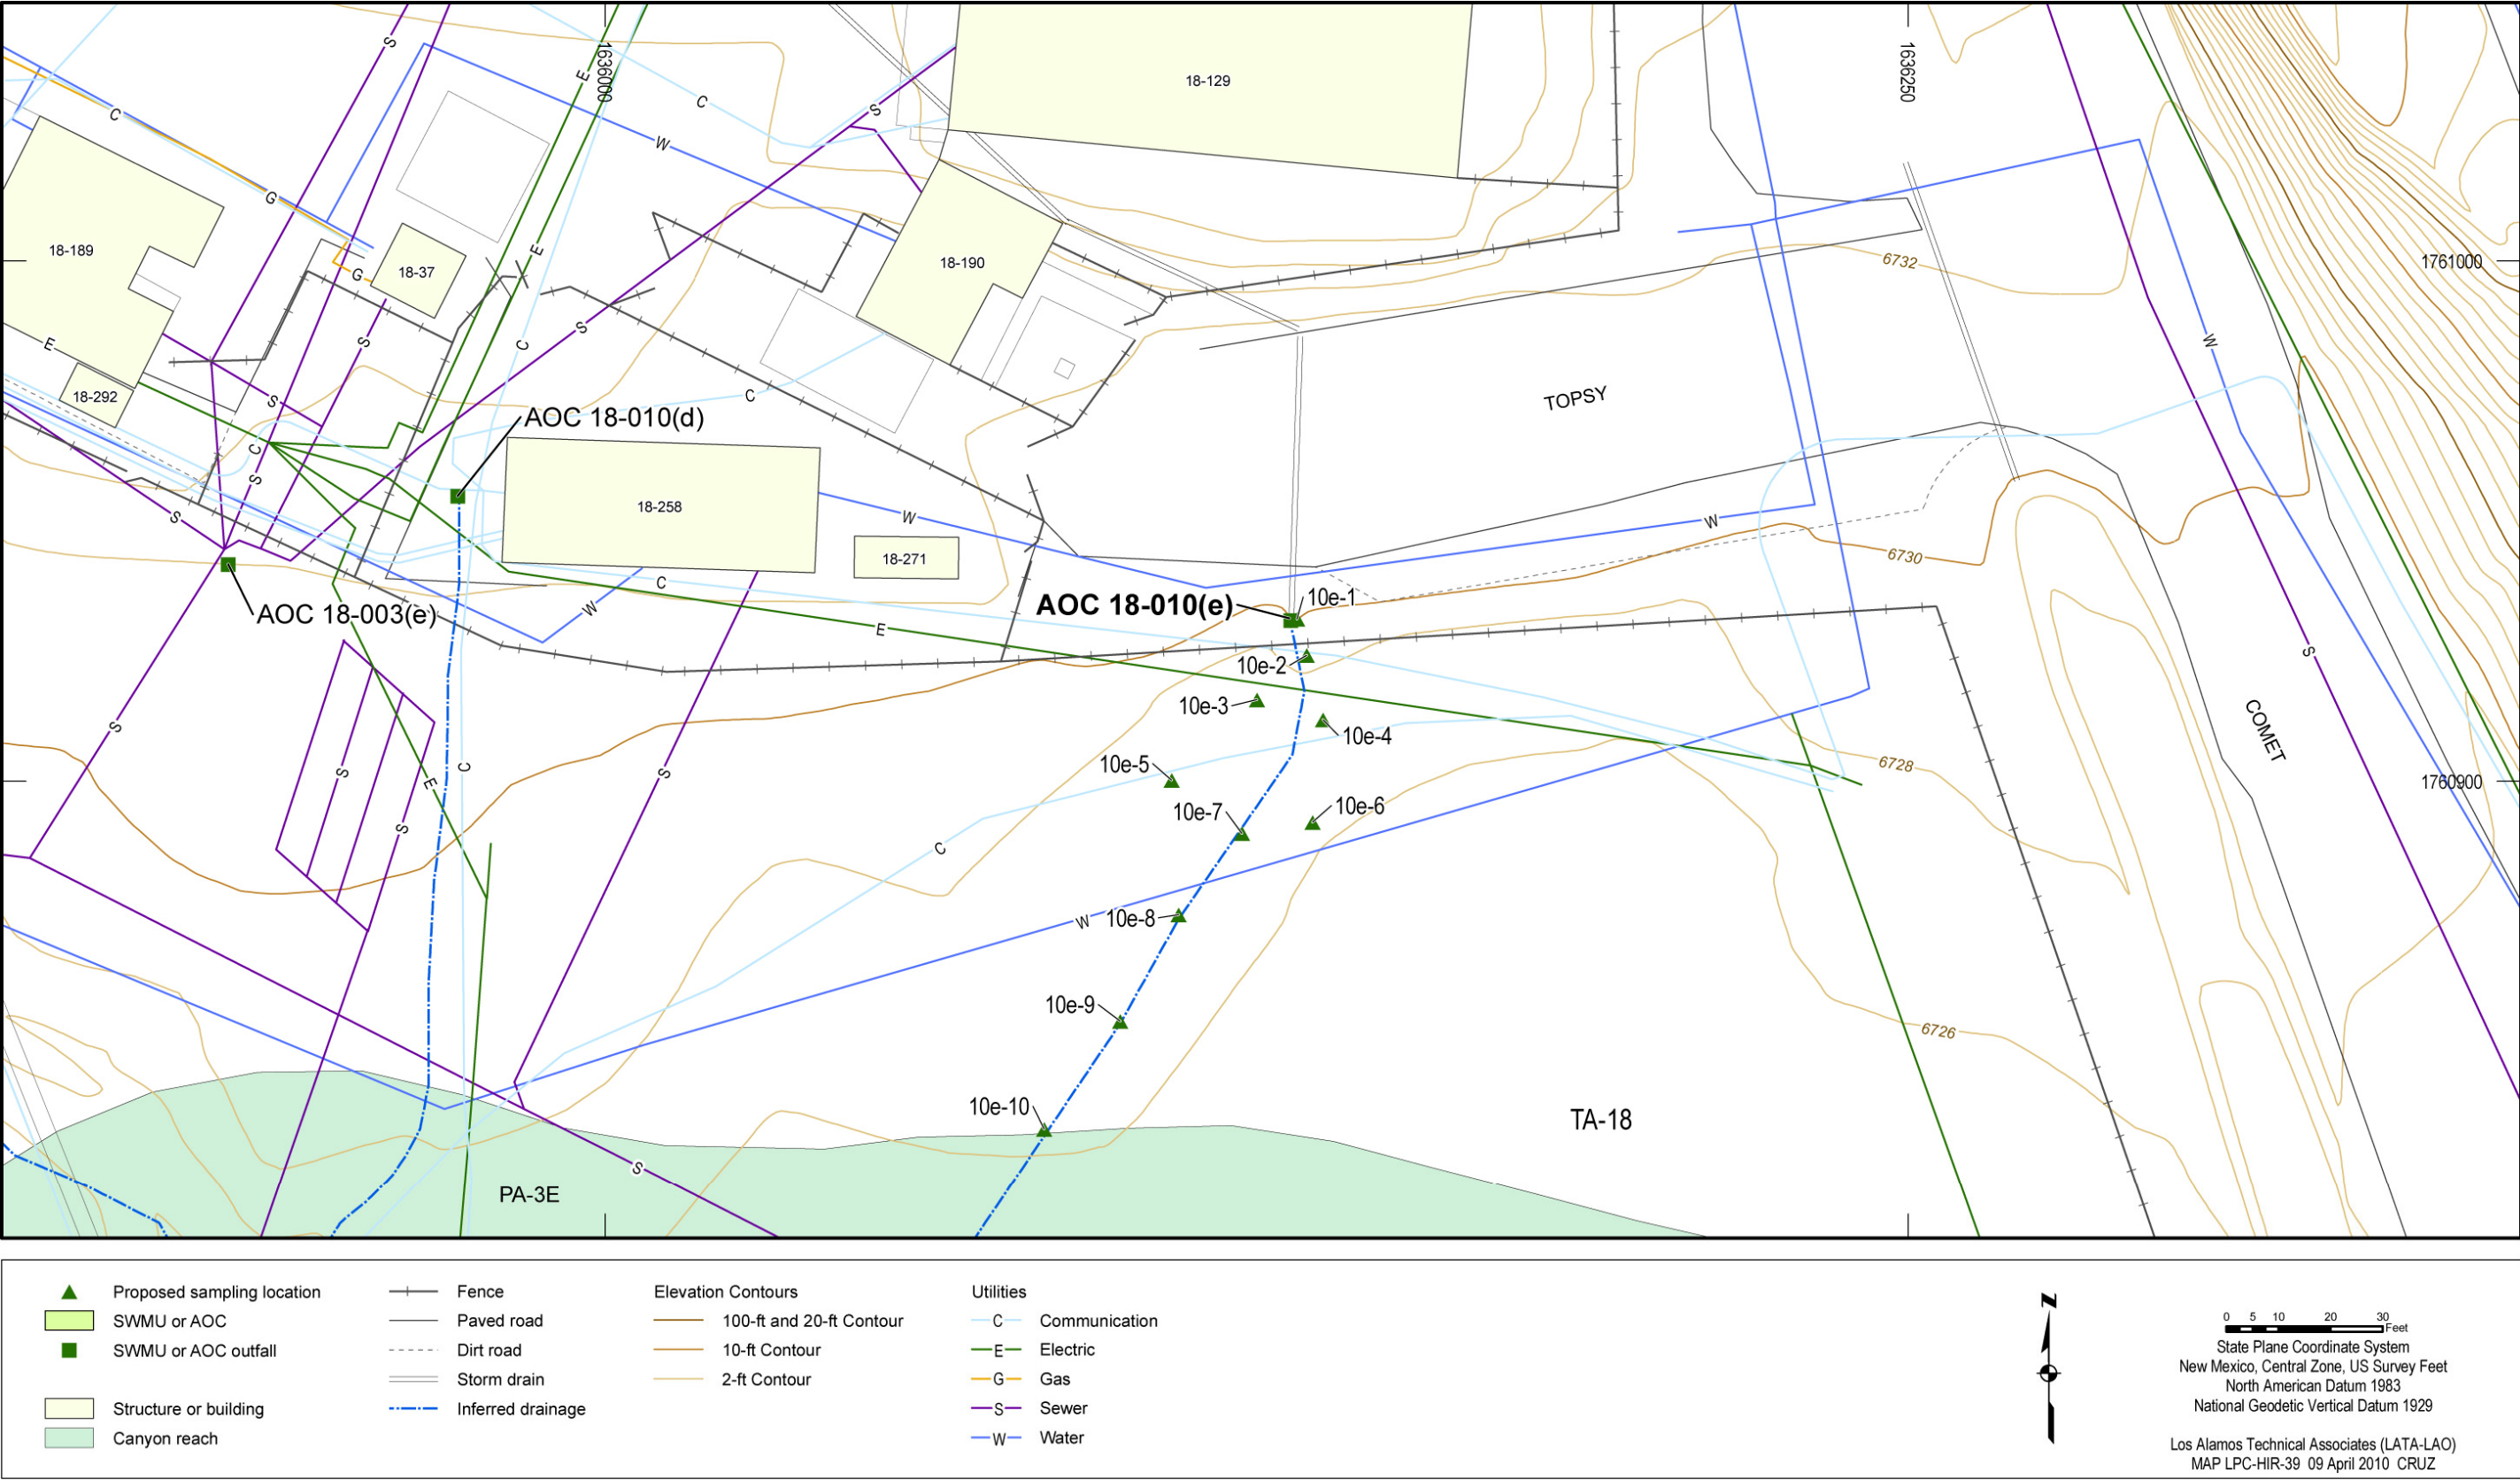 1636000
1636250
1761000
1760900
18-129
18-189
18-37
18-190
18-292
18-258
18-271
AOC 18-010(d)
AOC 18-003(e)
AOC 18-010(e)
TOPSY
COMET
6732
6730
6728
6726
10e-1
10e-2
10e-3
10e-4
10e-5
10e-6
10e-7
10e-8
10e-9
10e-10
TA-18
PA-3E
S
S
E
C
C
W
G
G
E
S
S
C
S
E
S
C
C
S
S
W
C
E
W
W
W
S
S
S
S
E
C
S
C
W
S
Proposed sampling location
SWMU or AOC
SWMU or AOC outfall
Structure or building
Canyon reach
Fence
Paved road
Dirt road
Storm drain
Inferred drainage
Elevation Contours
100-ft and 20-ft Contour
10-ft Contour
2-ft Contour
Utilities
C Communication
E Electric
G Gas
S Sewer
W Water
N
0 5 10 20 30
Feet
State Plane Coordinate System
New Mexico, Central Zone, US Survey Feet
North American Datum 1983
National Geodetic Vertical Datum 1929
Los Alamos Technical Associates (LATA-LAO)
MAP LPC-HIR-39 09 April 2010 CRUZ